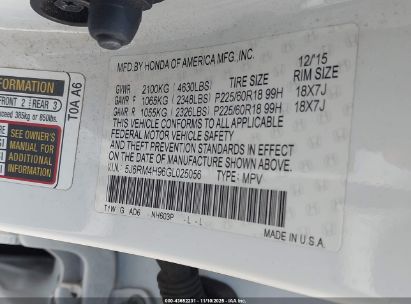 MFD.BY HONDA OF AMERICA MFG.,INC. 12/15
TIRE SIZE RIM SIZE
GVWR 2100KG ( 4630LBS)
GAWR F 1065KG ( 2348LBS) P225/60R18 99H 18X7J
GAWR R 1055KG ( 2326LBS) P225/60R18 99H 18X7J
THIS VEHICLE CONFORMS TO ALL APPLICABLE
FEDERAL MOTOR VEHICLE SAFETY
AND THEFT PREVENTION STANDARDS IN EFFECT
ON THE DATE OF MANUFACTURE SHOWN ABOVE.
V.I.N.: 5J6RM4H96GL025056 TYPE: MPV
NH603P - L - L
MADE IN U.S.A.
T0A A6
INFORMATION
FRONT 2 REAR 3
SEE OWNER'S
MANUAL FOR
ADDITIONAL
INFORMATION